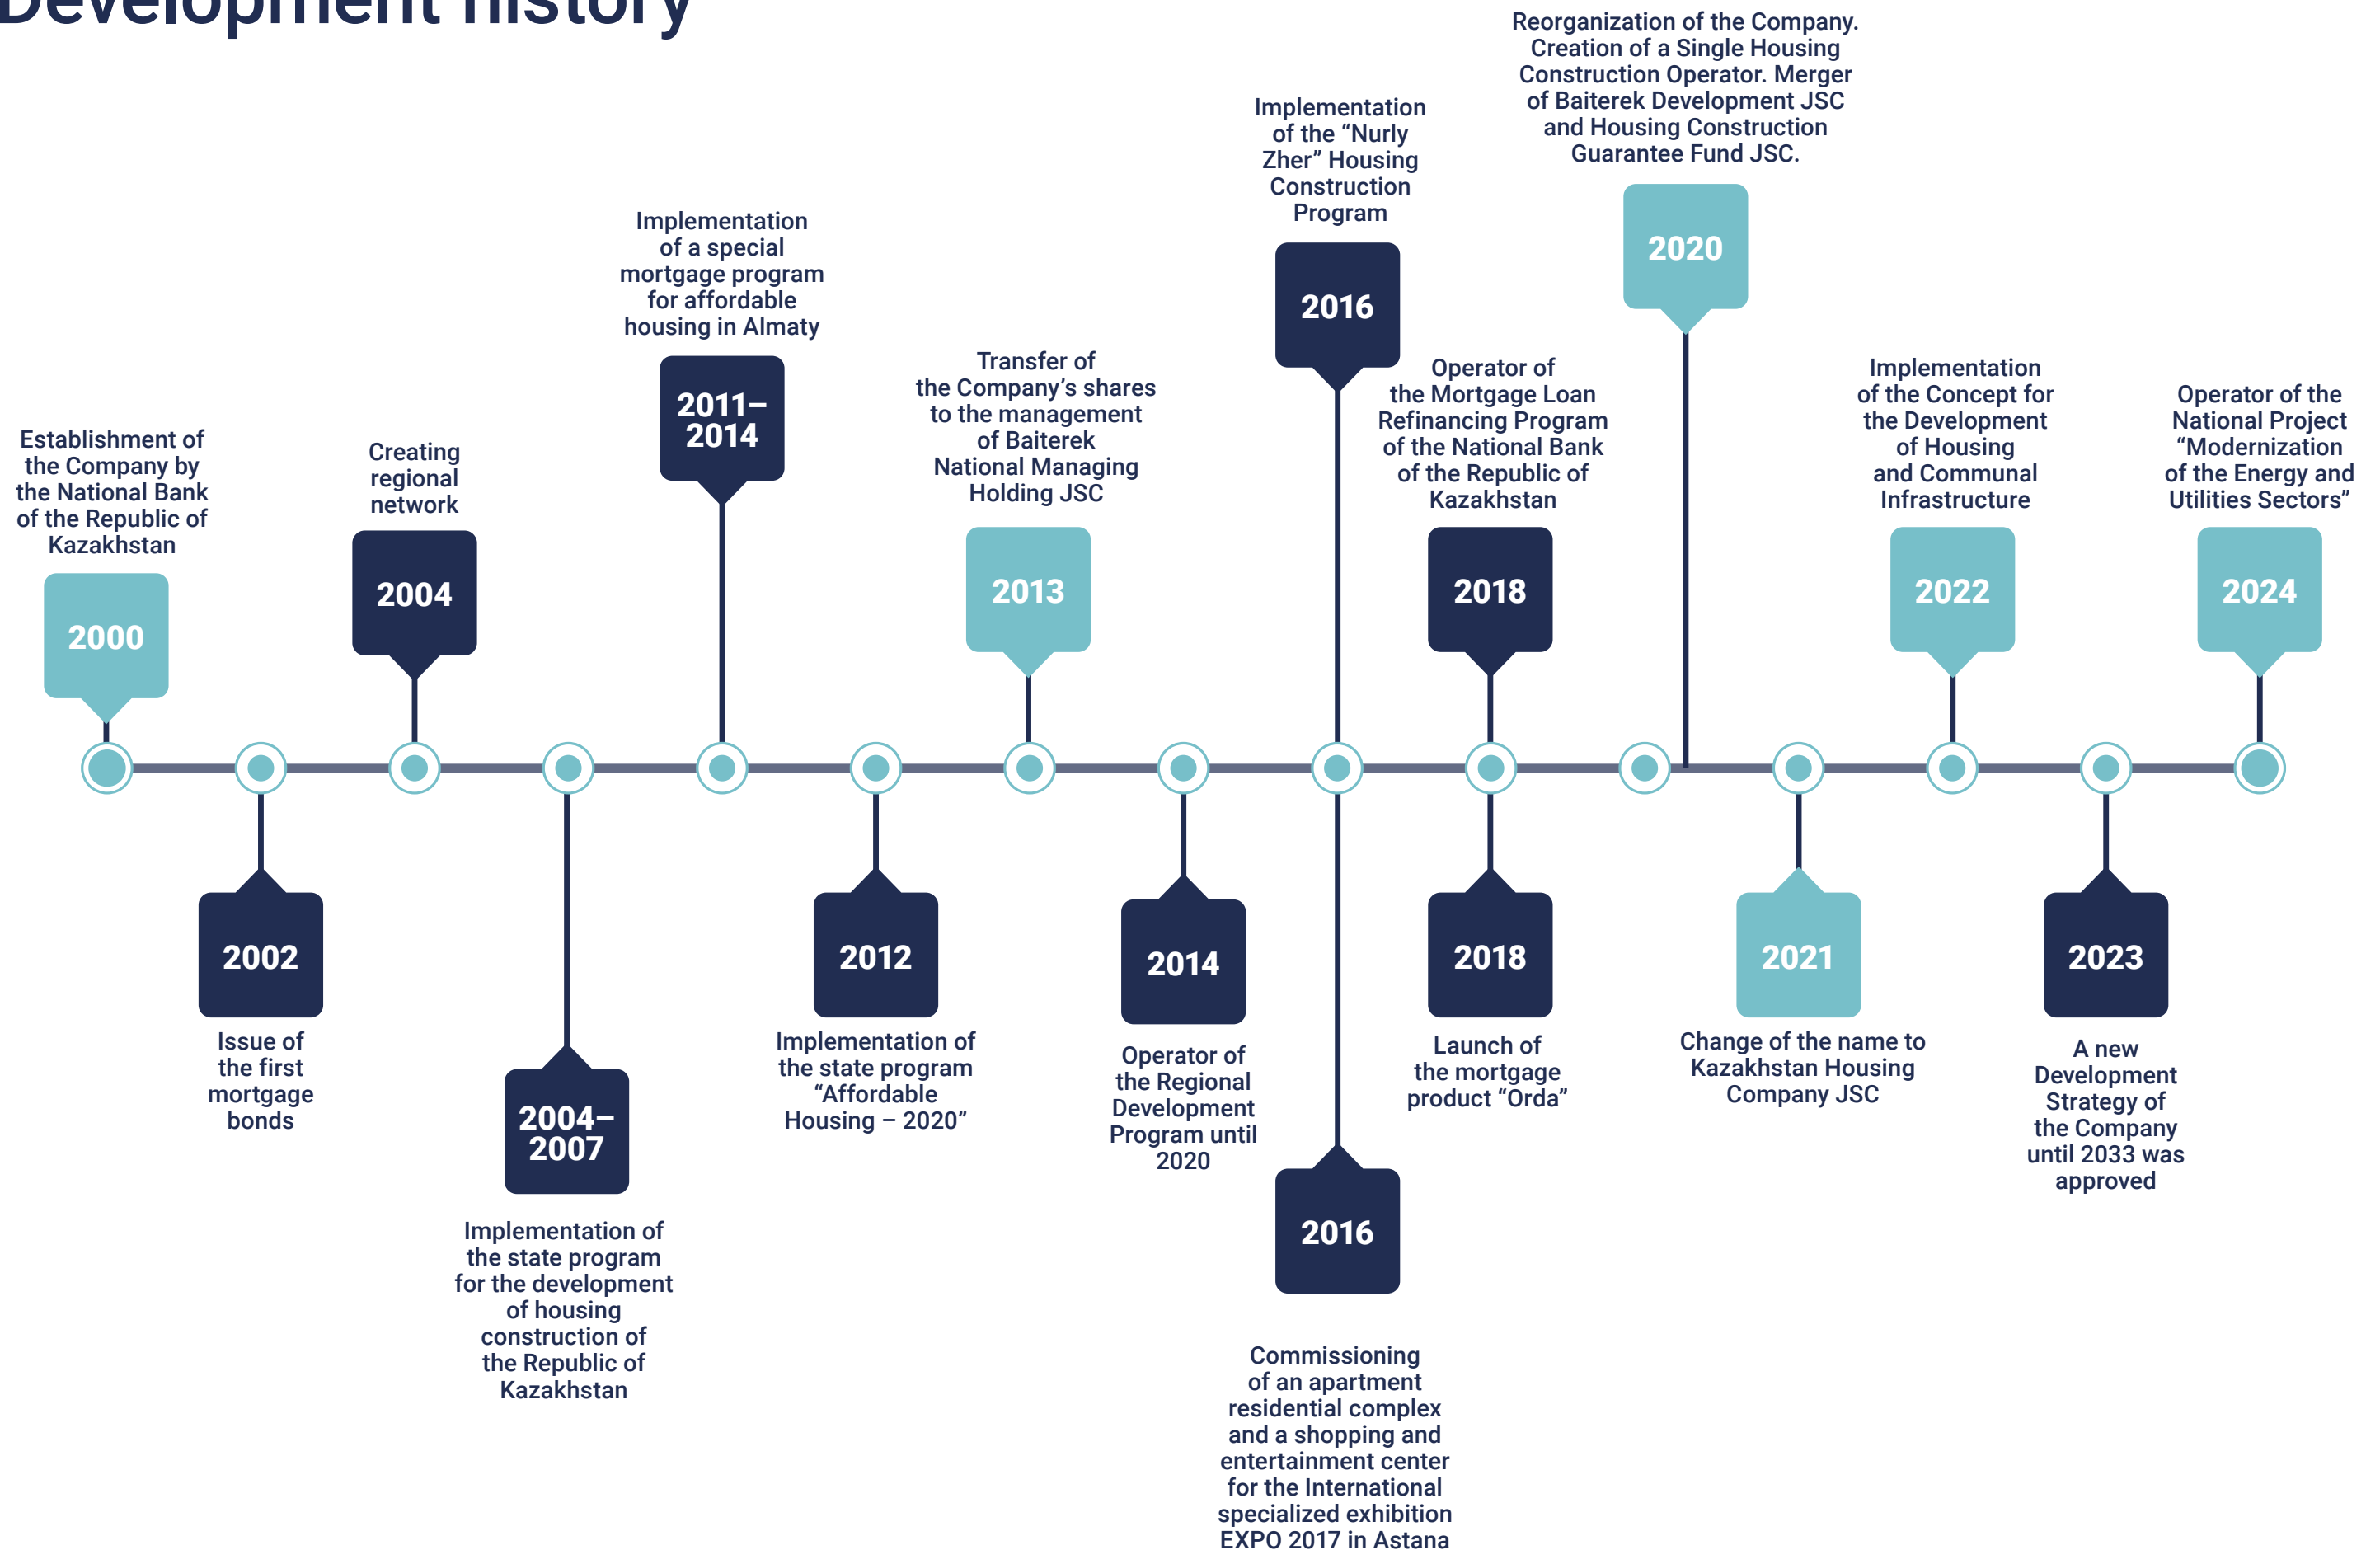 Development history
Establishment of
the Company by
the National Bank
of the Republic of
Kazakhstan
2000
Issue of
the first
mortgage
bonds
2002
Creating
regional
network
2004
2004–
2007
Implementation of
the state program
for the development
of housing
construction of
the Republic of
Kazakhstan
Implementation
of a special
mortgage program
for affordable
housing in Almaty
2011–
2014
2012
Implementation of
the state program
“Affordable
Housing – 2020”
Transfer of
the Company’s shares
to the management
of Baiterek
National Managing
Holding JSC
2013
2014
Operator of
the Regional
Development
Program until
2020
Implementation
of the “Nurly
Zher” Housing
Construction
Program
2016
2016
Commissioning
of an apartment
residential complex
and a shopping and
entertainment center
for the International
specialized exhibition
EXPO 2017 in Astana
Operator of
the Mortgage Loan
Refinancing Program
of the National Bank
of the Republic of
Kazakhstan
2018
2018
Launch of
the mortgage
product “Orda”
Reorganization of the Company.
Creation of a Single Housing
Construction Operator. Merger
of Baiterek Development JSC
and Housing Construction
Guarantee Fund JSC.
2020
2021
Change of the name to
Kazakhstan Housing
Company JSC
Implementation
of the Concept for
the Development
of Housing
and Communal
Infrastructure
2022
2023
A new
Development
Strategy of
the Company
until 2033 was
approved
Operator of the
National Project
“Modernization
of the Energy and
Utilities Sectors”
2024